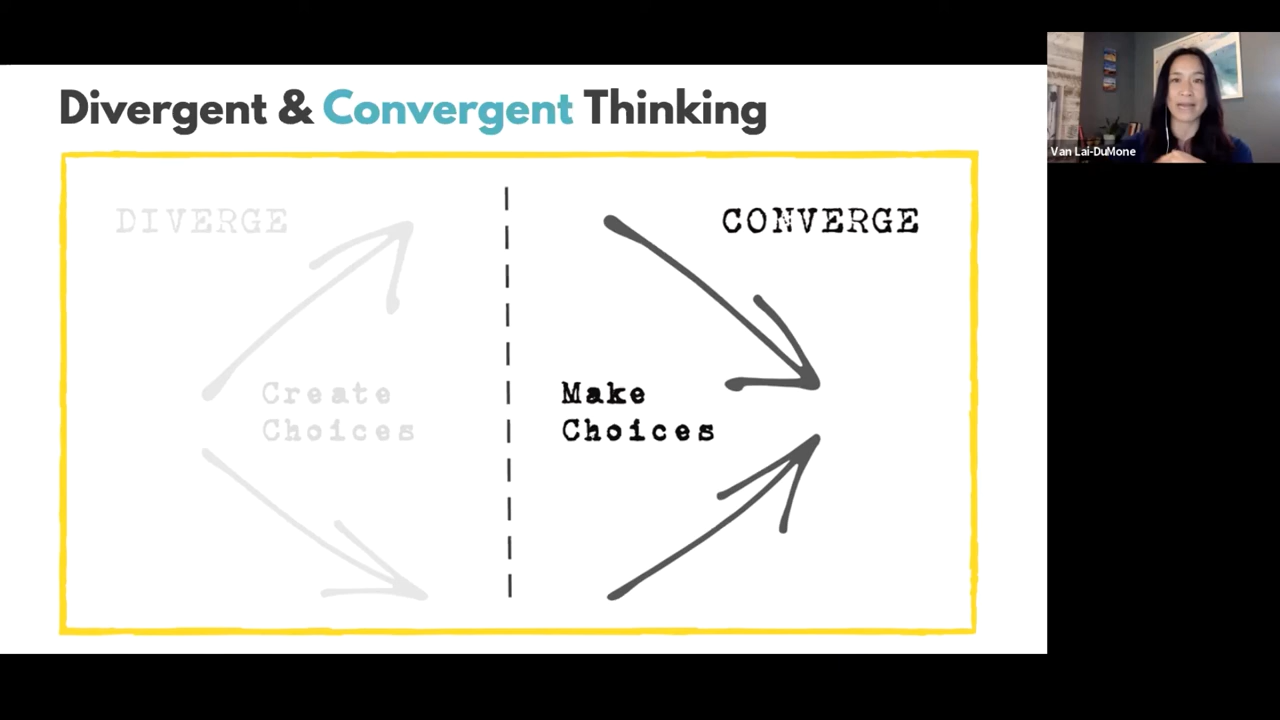 Divergent & Convergent Thinking
DIVERGE
CONVERGE
Create
Choices
Make
Choices
Van Lai-DuMone